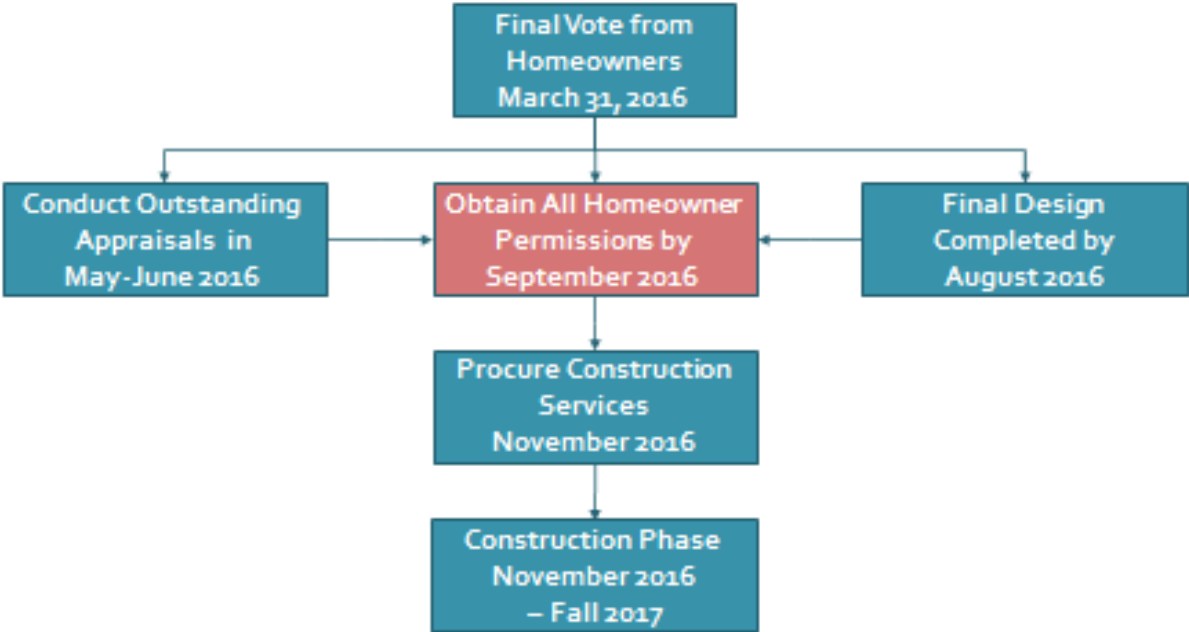 Final Vote from
Homeowners
March 31, 2016
Conduct Outstanding
Appraisals in
May-June 2016
Obtain All Homeowner
Permissions by
September 2016
Final Design
Completed by
August 2016
Procure Construction
Services
November 2016
Construction Phase
November 2016
– Fall 2017